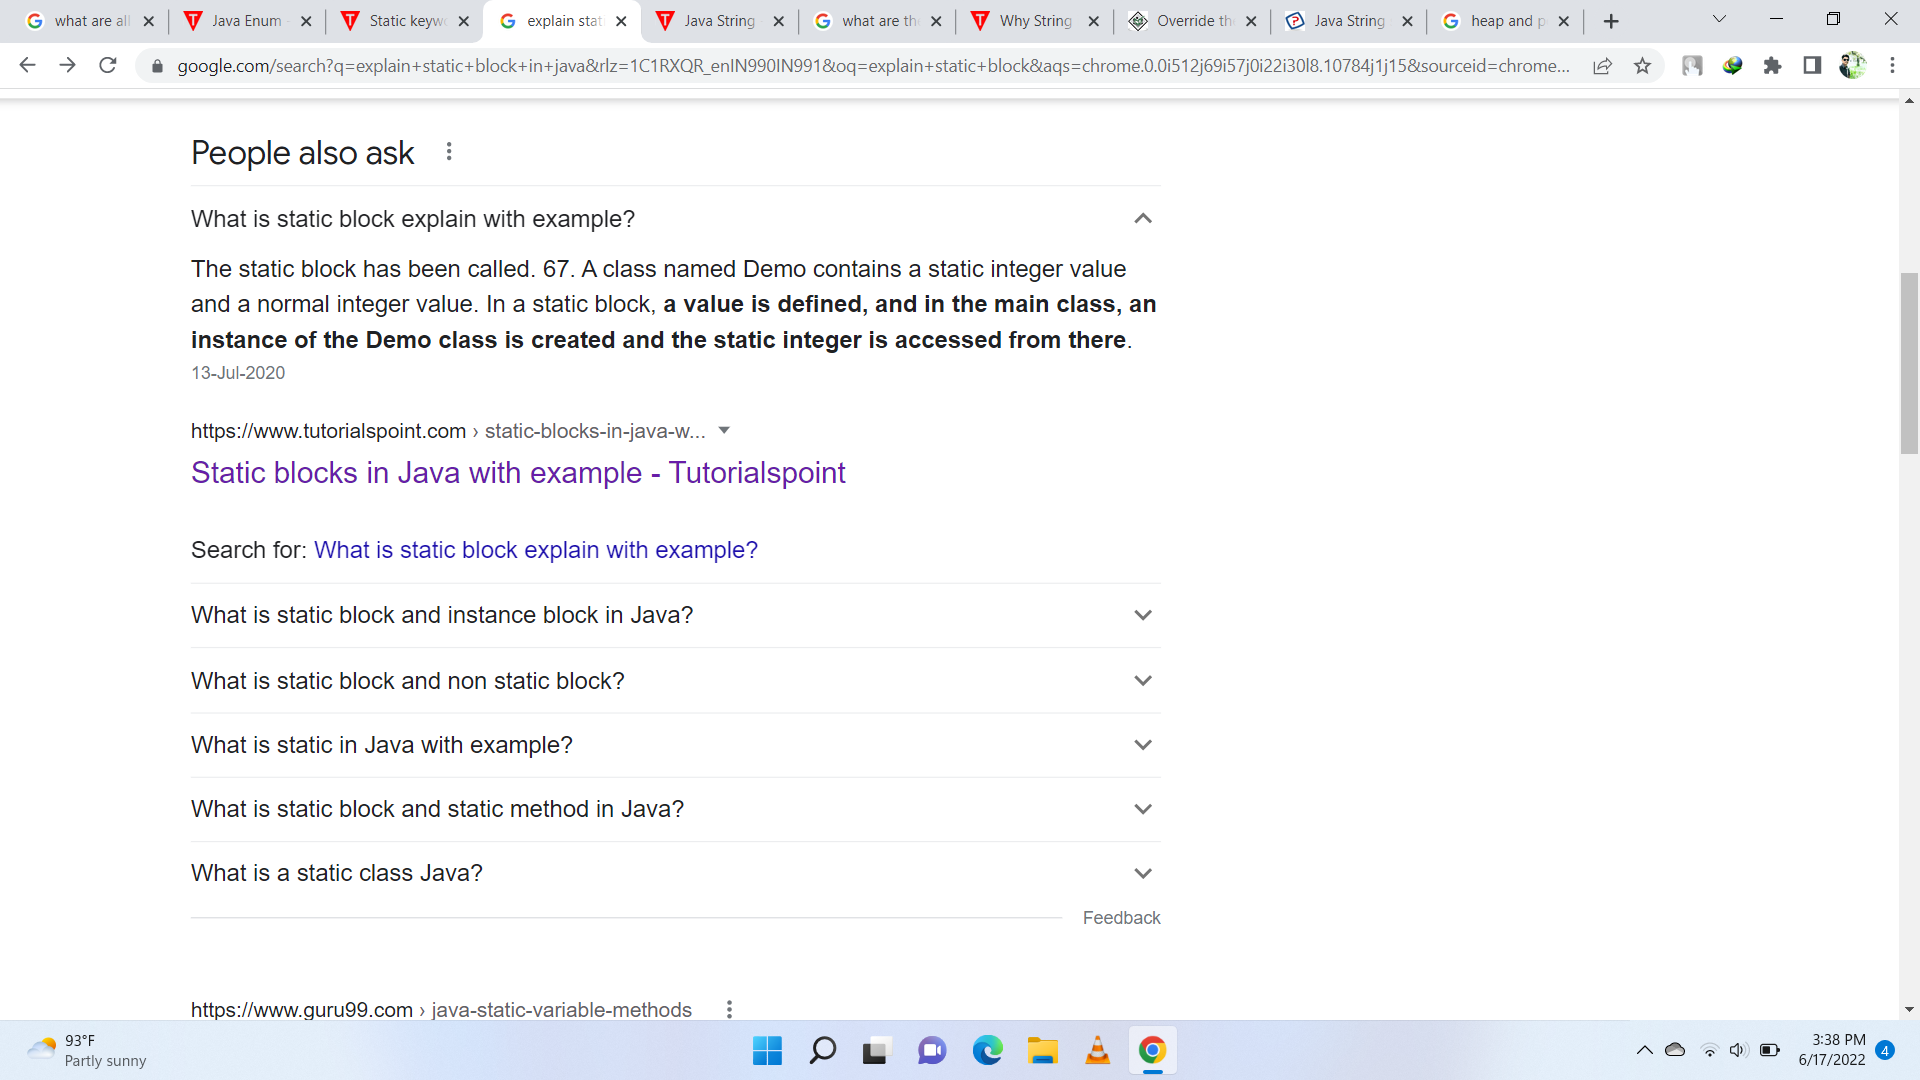 what are all
Java Enum
Static keyw
explain stat
Java String
what are the
Why String
Override th
Java String
heap and p
google.com/search?q=explain+static+block+in+java&rlz=1C1RXQR_enIN990IN991&oq=explain+static+block&aqs=chrome.0.0i512j69i57j0i22i30l8.10784j1j15&sourceid=chrome...
People also ask
What is static block explain with example?
The static block has been called. 67. A class named Demo contains a static integer value
and a normal integer value. In a static block, a value is defined, and in the main class, an
instance of the Demo class is created and the static integer is accessed from there.
13-Jul-2020
https://www.tutorialspoint.com › static-blocks-in-java-w...
Static blocks in Java with example - Tutorialspoint
Search for: What is static block explain with example?
What is static block and instance block in Java?
What is static block and non static block?
What is static in Java with example?
What is static block and static method in Java?
What is a static class Java?
Feedback
https://www.guru99.com › java-static-variable-methods
93°F
Partly sunny
3:38 PM
6/17/2022
4